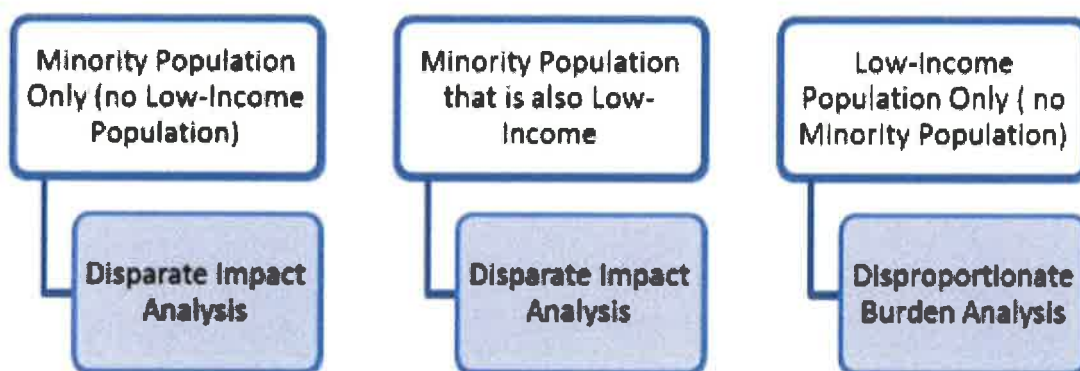 Minority Population
Only (no Low-Income
Population)
Disparate Impact
Analysis
Minority Population
that is also Low-
Income
Disparate Impact
Analysis
Low-Income
Population Only ( no
Minority Population)
Disproportionate
Burden Analysis